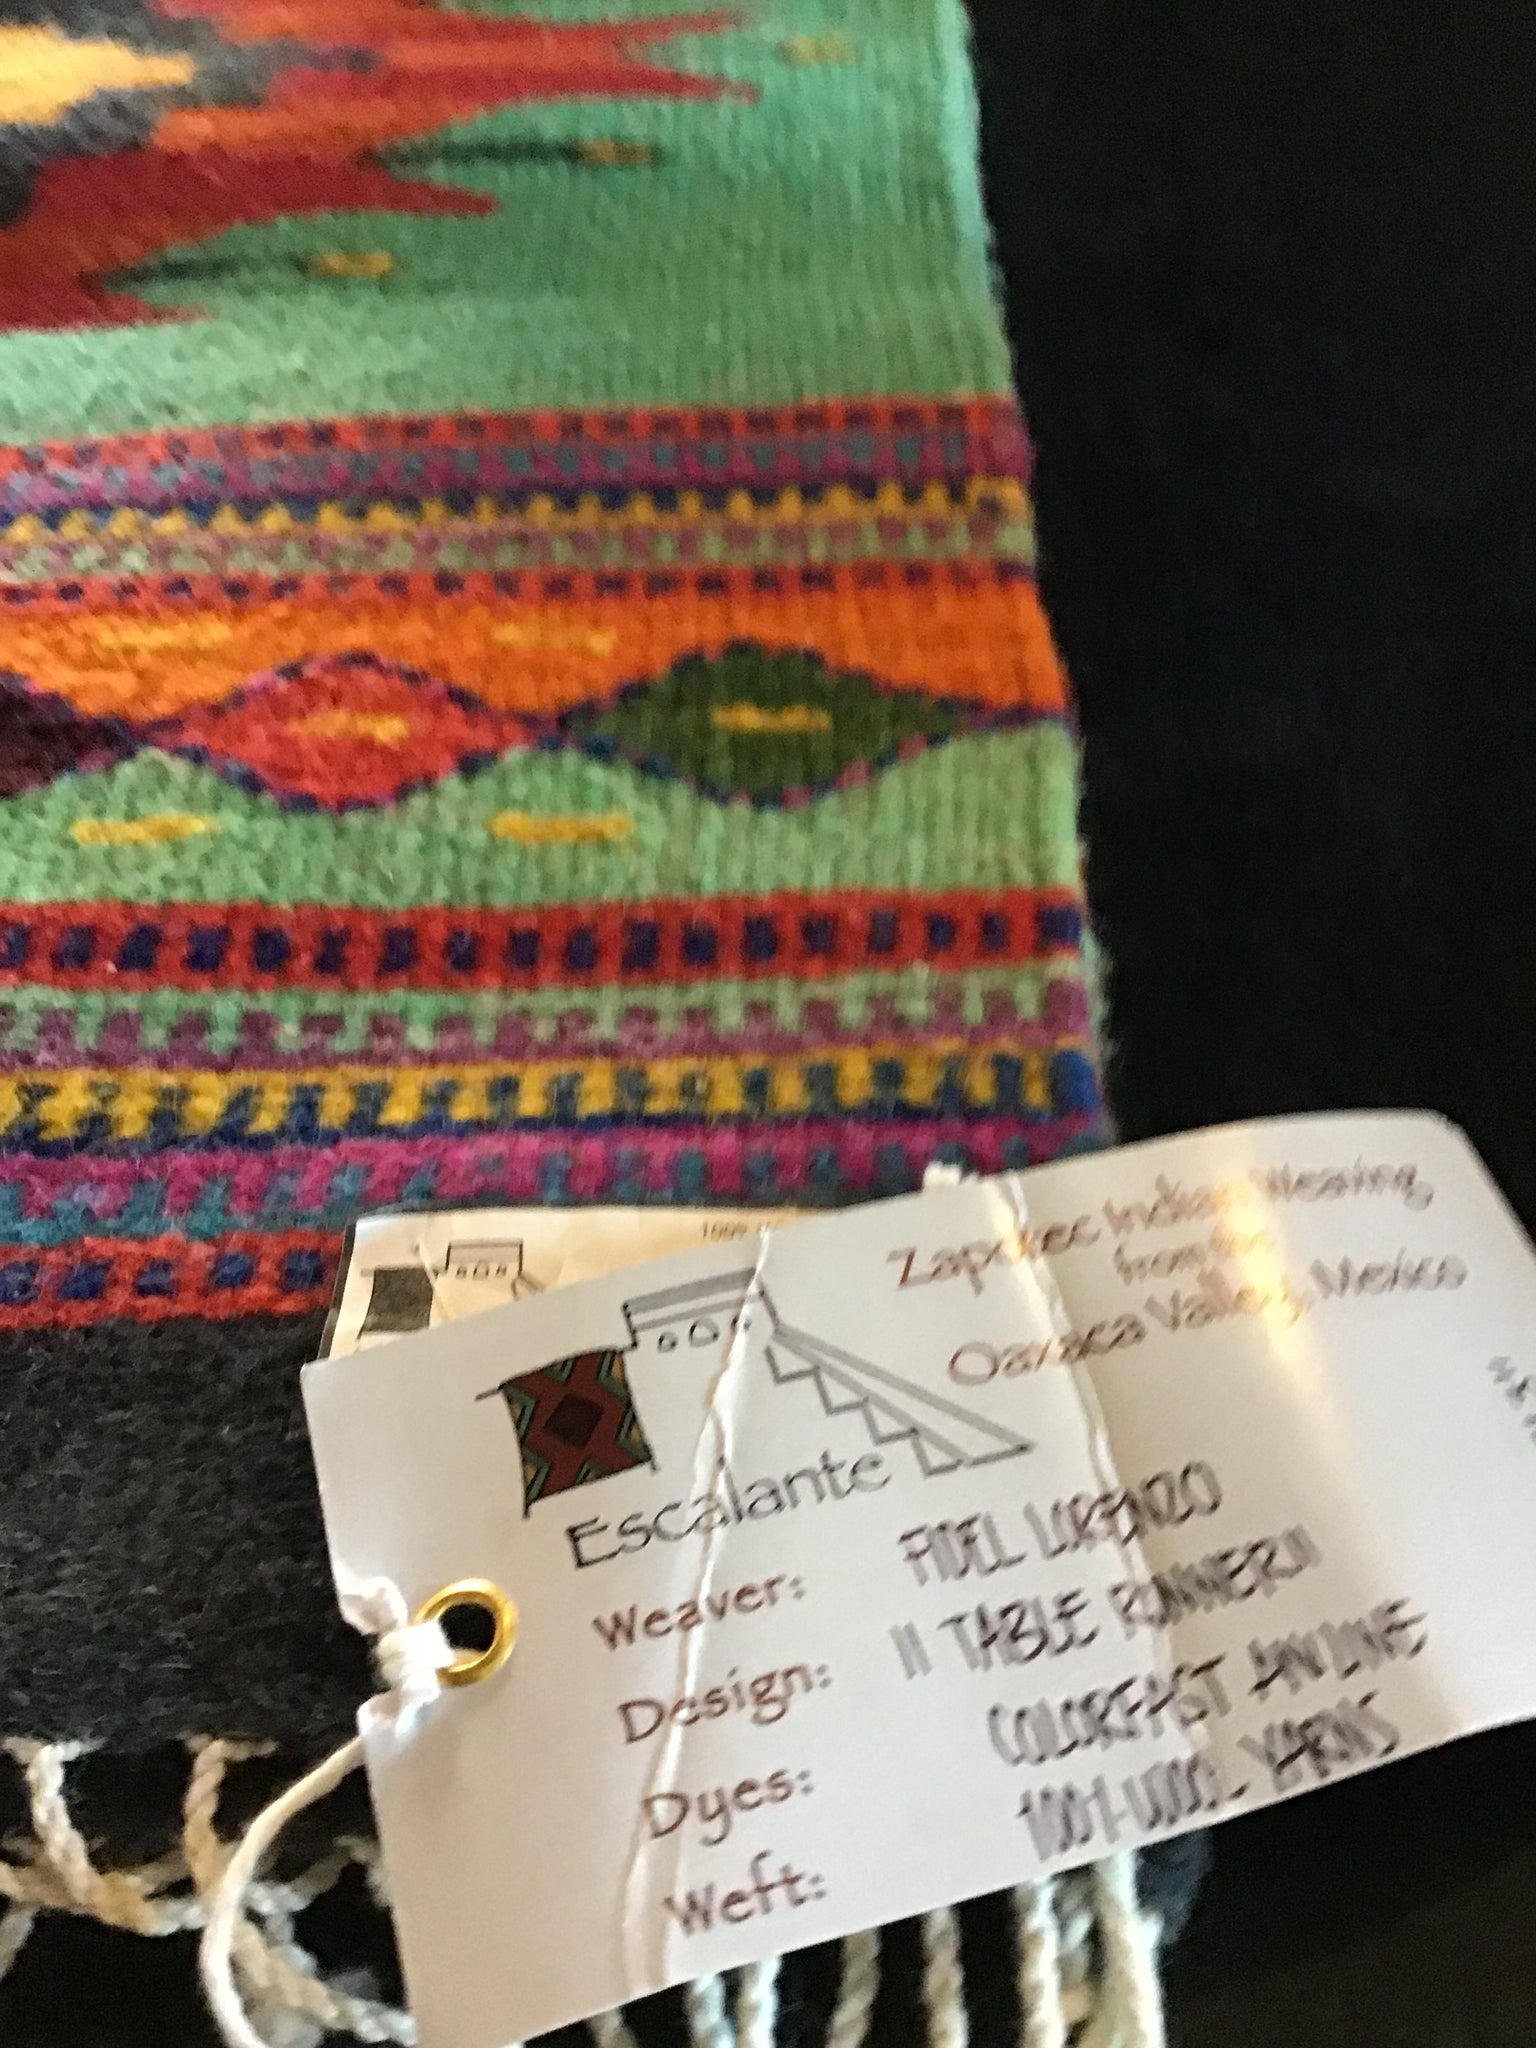 Zapotec Indian Weaving
from the
Oaxaca Valley, Mexico
Escalante
Weaver: FIDEL LORENZO
Design: " TABLE RUNNER"
Dyes: COLORFAST ANILINE
Weft: 100% WOOL YARNS